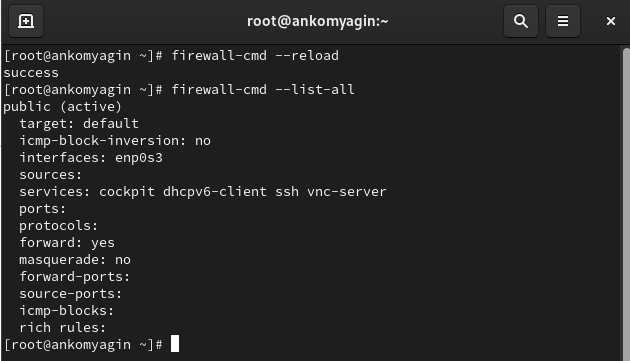 root@ankomyagin:~
[root@ankomyagin ~]# firewall-cmd --reload
success
[root@ankomyagin ~]# firewall-cmd --list-all
public (active)
  target: default
  icmp-block-inversion: no
  interfaces: enp0s3
  sources:
  services: cockpit dhcpv6-client ssh vnc-server
  ports:
  protocols:
  forward: yes
  masquerade: no
  forward-ports:
  source-ports:
  icmp-blocks:
  rich rules:
[root@ankomyagin ~]#